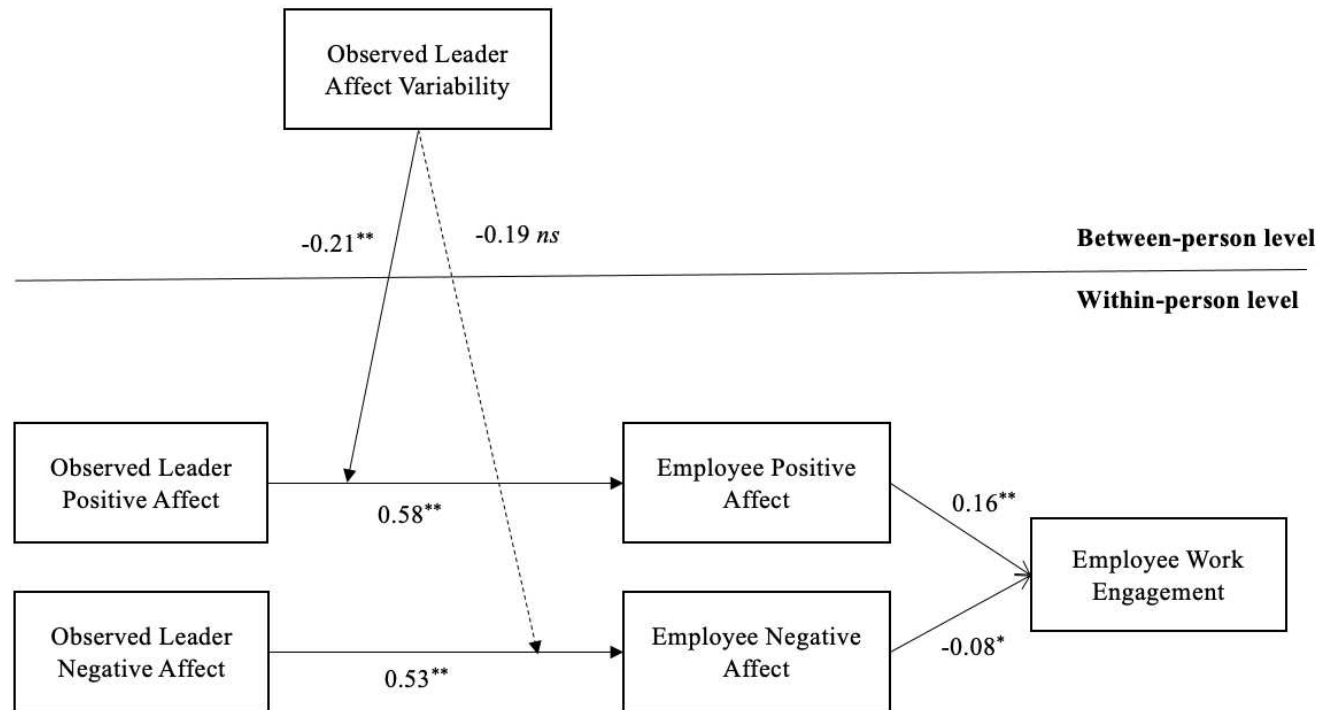 Observed Leader
Affect Variability
-0.21**
-0.19 ns
Between-person level
Within-person level
Observed Leader
Positive Affect
0.58**
Employee Positive
Affect
0.16**
Employee Work
Engagement
Observed Leader
Negative Affect
0.53**
Employee Negative
Affect
-0.08*